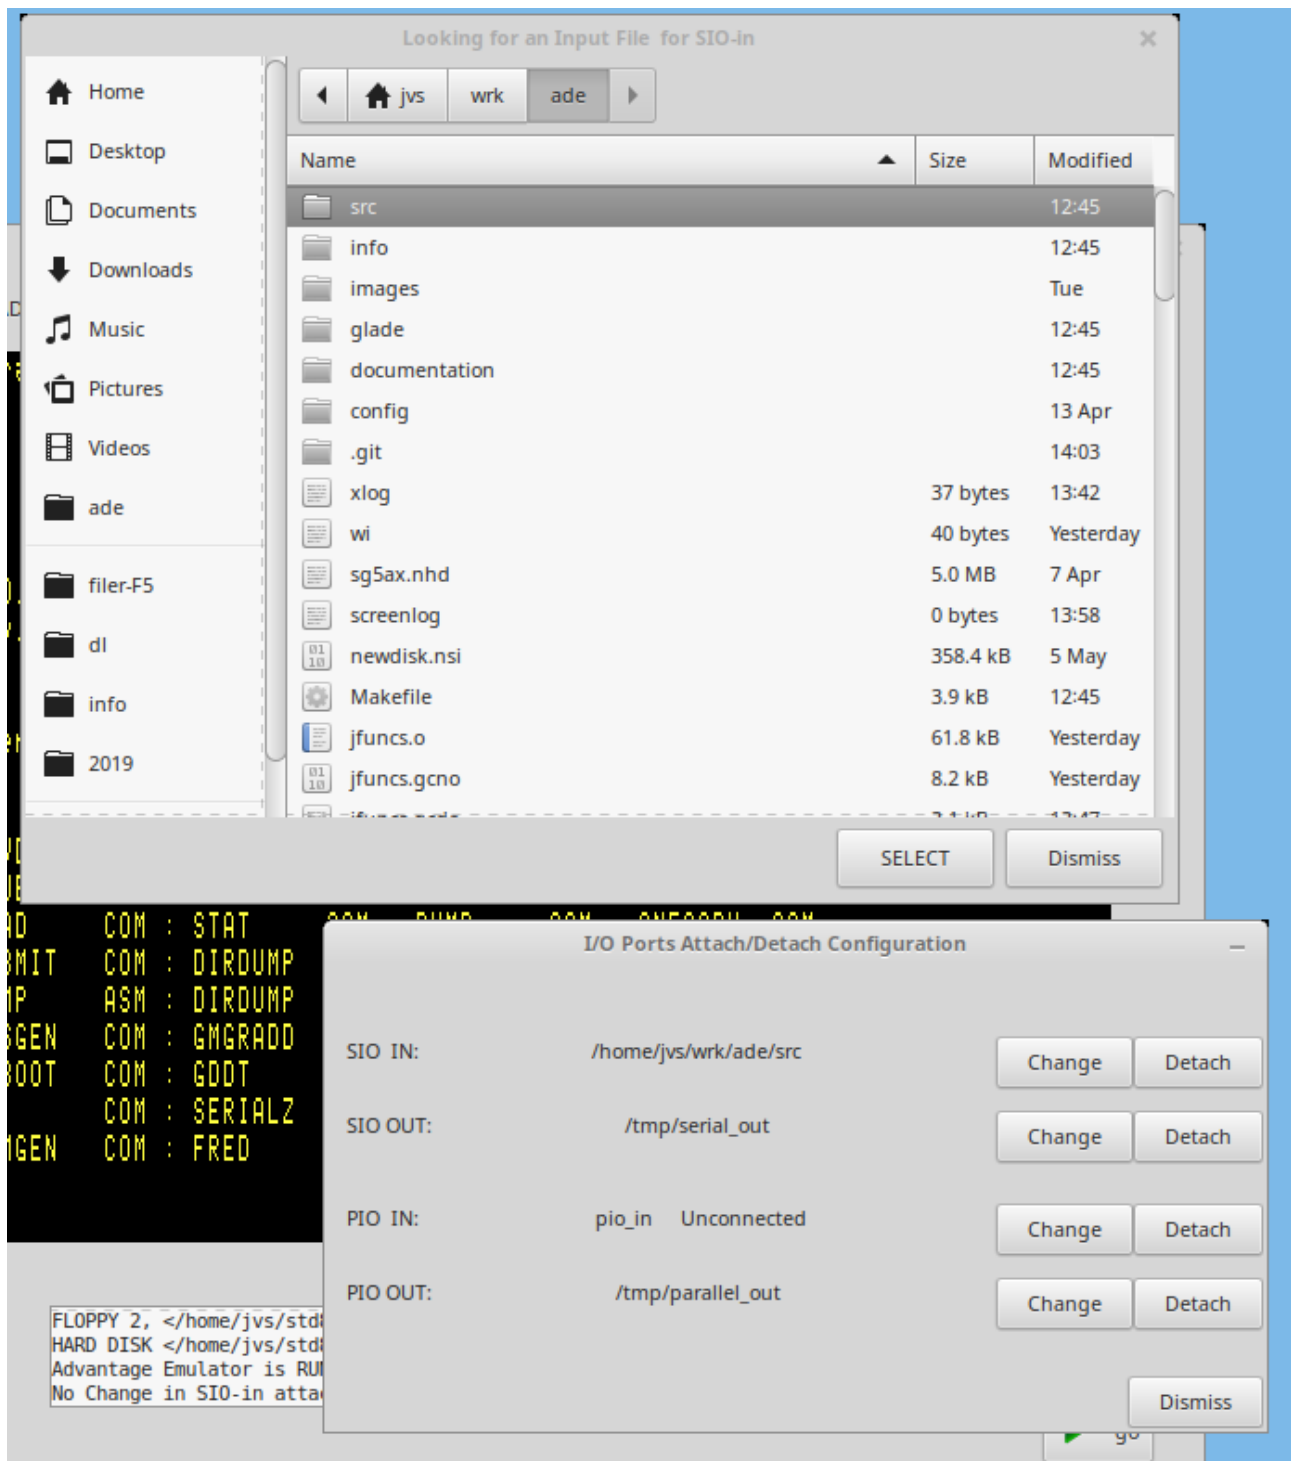 Looking for an Input File for SIO-in
Home
Desktop
Documents
Downloads
Music
Pictures
Videos
ade
filer-F5
dl
info
2019
jvs wrk ade
Name Size Modified
src 12:45
info 12:45
images Tue
glade 12:45
documentation 12:45
config 13 Apr
.git 14:03
xlog 37 bytes 13:42
wi 40 bytes Yesterday
sg5ax.nhd 5.0 MB 7 Apr
screenlog 0 bytes 13:58
newdisk.nsi 358.4 kB 5 May
Makefile 3.9 kB 12:45
jfuncs.o 61.8 kB Yesterday
jfuncs.gcno 8.2 kB Yesterday
SELECT Dismiss
COM : STAT
COM : DIRDUMP
ASM : DIRDUMP
COM : GMGRADD
COM : GDDT
COM : SERIALZ
COM : FRED
I/O Ports Attach/Detach Configuration
SIO IN: /home/jvs/wrk/ade/src Change Detach
SIO OUT: /tmp/serial_out Change Detach
PIO IN: pio_in Unconnected Change Detach
PIO OUT: /tmp/parallel_out Change Detach
Dismiss
FLOPPY 2, </home/jvs/std
HARD DISK </home/jvs/std
Advantage Emulator is
No Change in SIO-in
go